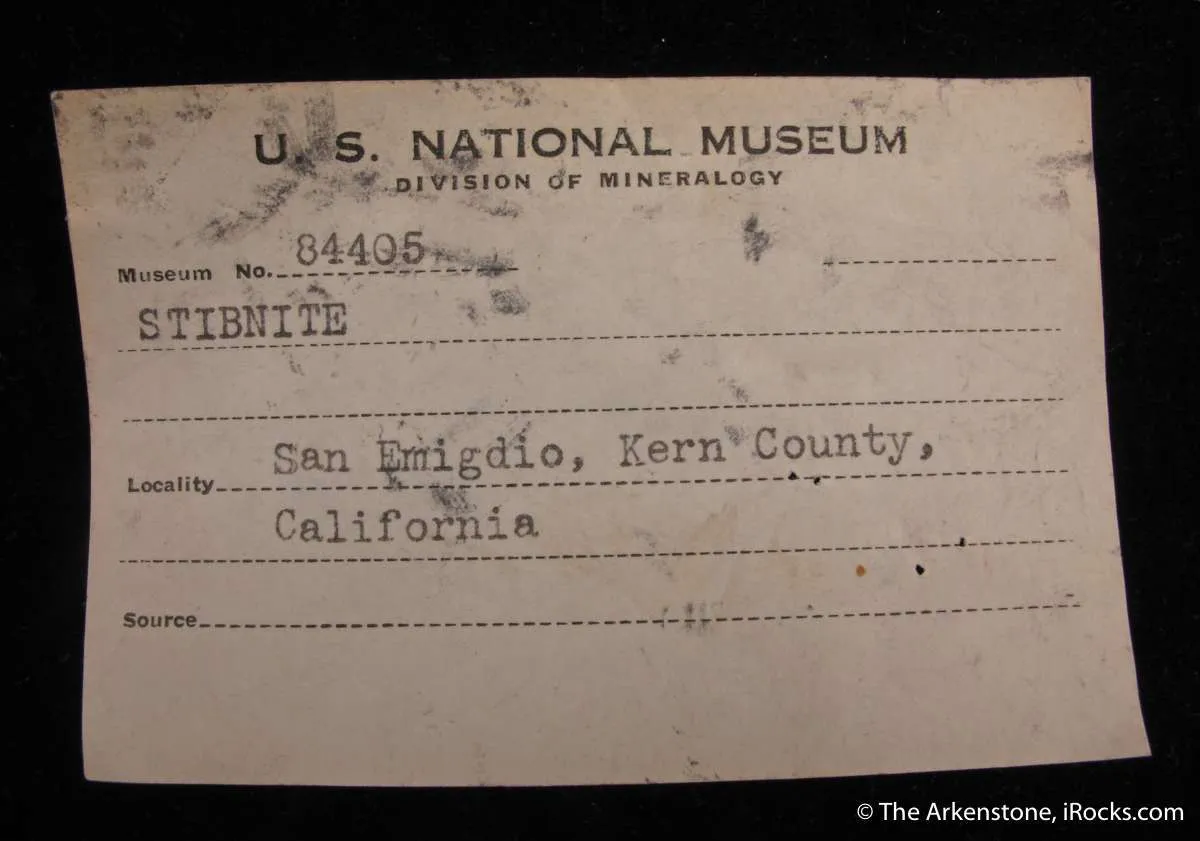 U. S. NATIONAL MUSEUM
DIVISION OF MINERALOGY
Museum No. 84405
STIBNITE
Locality San Emigdio, Kern County,
California
Source
© The Arkenstone, iRocks.com